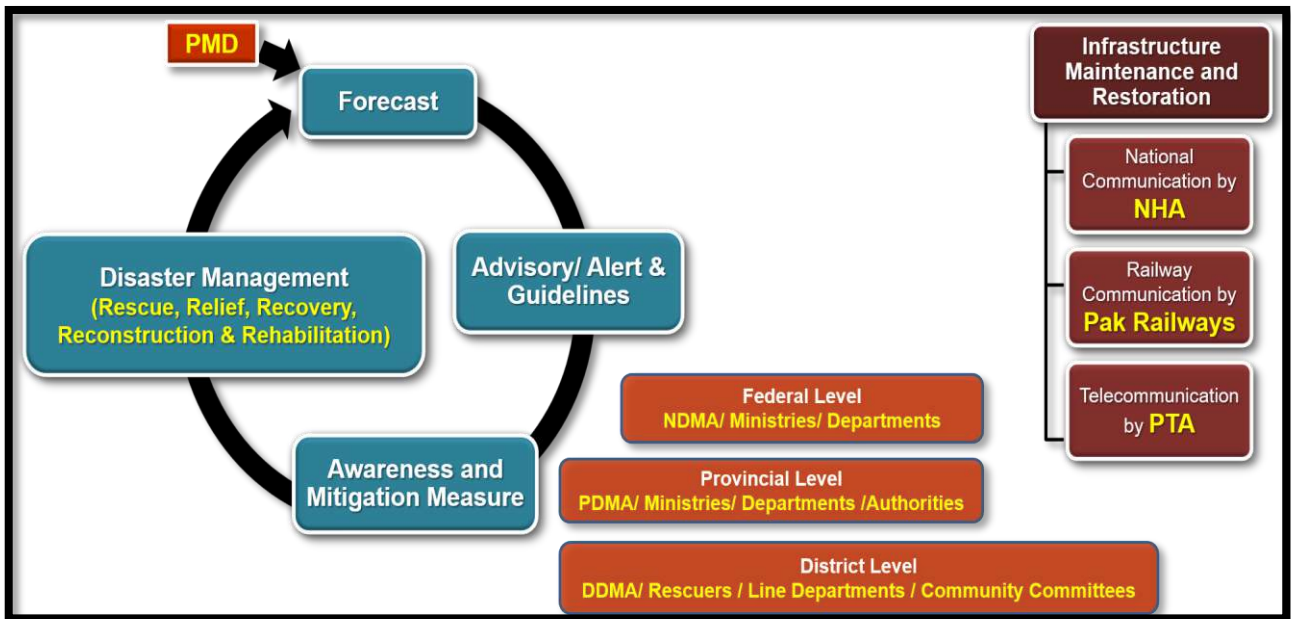 PMD
Forecast
Advisory/ Alert &
Guidelines
Disaster Management
(Rescue, Relief, Recovery,
Reconstruction & Rehabilitation)
Awareness and
Mitigation Measure
Federal Level
NDMA/ Ministries/ Departments
Provincial Level
PDMA/ Ministries/ Departments /Authorities
District Level
DDMA/ Rescuers / Line Departments / Community Committees
Infrastructure
Maintenance and
Restoration
National
Communication by
NHA
Railway
Communication by
Pak Railways
Telecommunication
by PTA